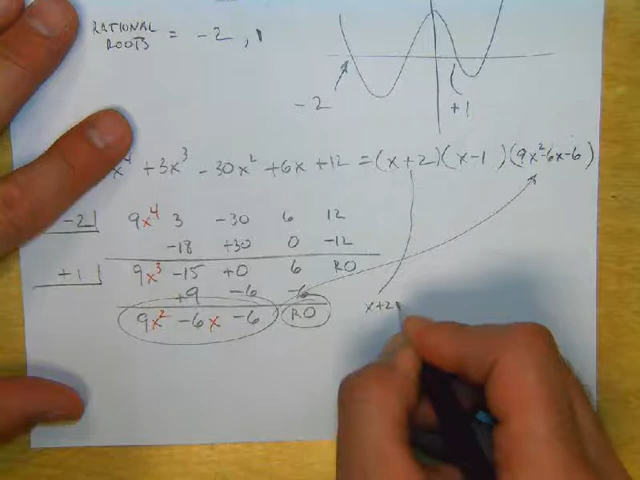 RATIONAL ROOTS = -2, 1
-2
+1
x⁴ + 3x³ - 30x² + 6x + 12 = (x+2)(x-1)(9x²-6x-6)
-2| 9x⁴ 3 -30 6 12
-18 +30 0 -12
+1| 9x³ -15 +0 6 R0
+9 -6 -6
9x² -6x -6 R0
x+2